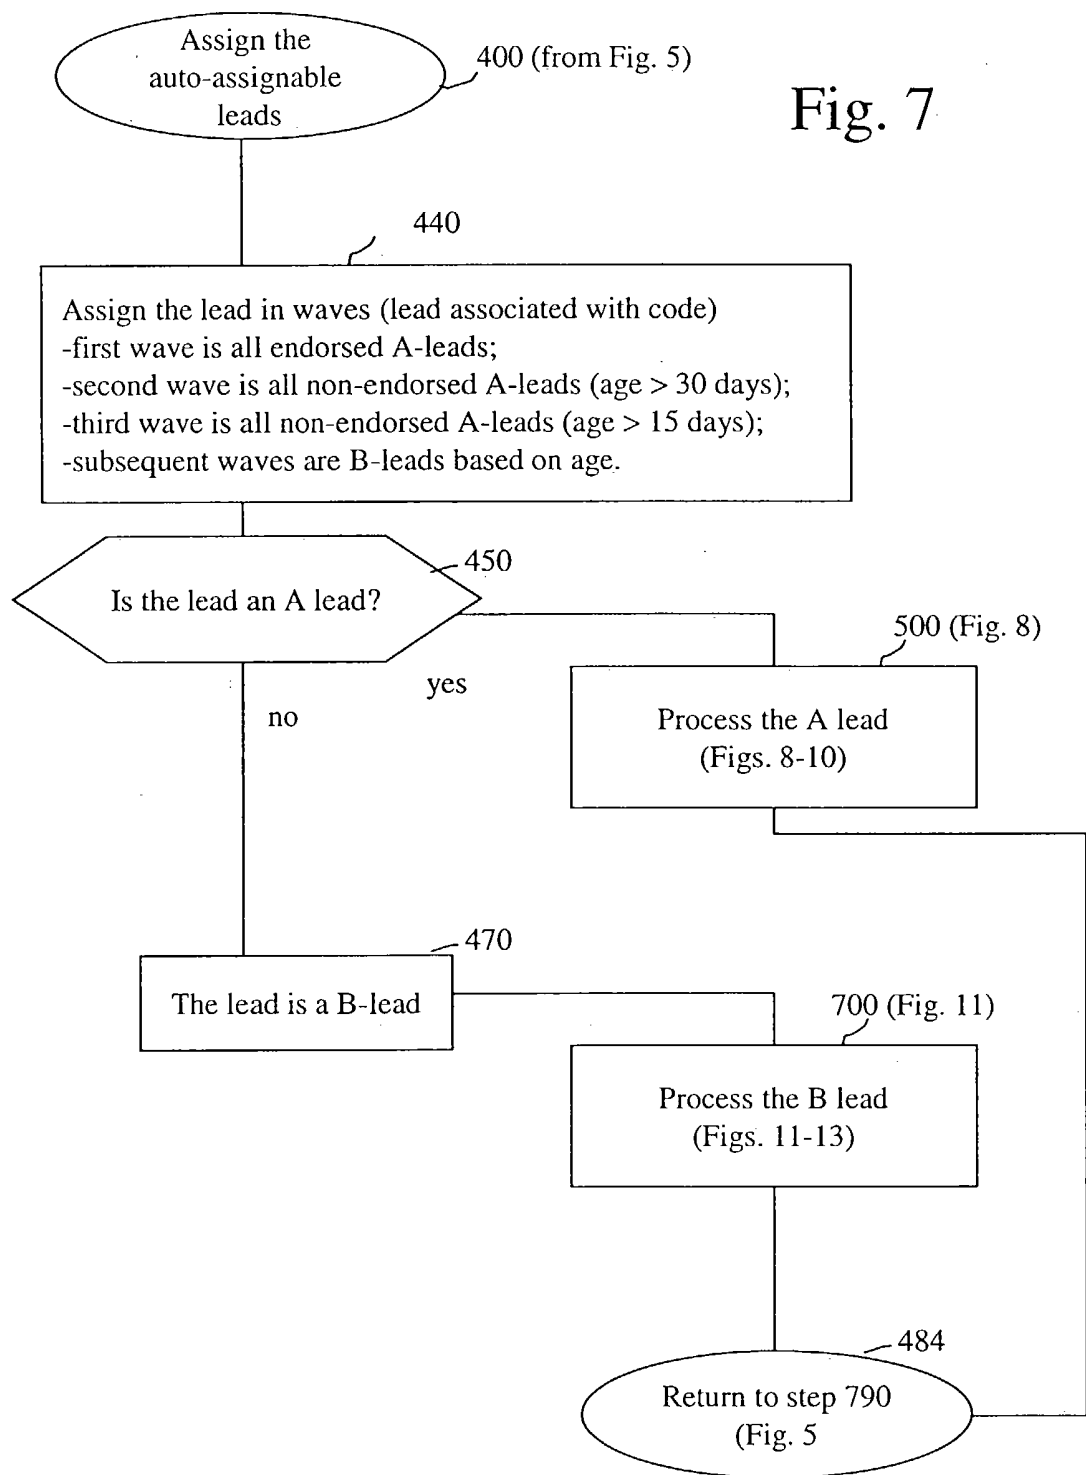 Assign the
auto-assignable
leads
400 (from Fig. 5)
Fig. 7
440
Assign the lead in waves (lead associated with code)
-first wave is all endorsed A-leads;
-second wave is all non-endorsed A-leads (age > 30 days);
-third wave is all non-endorsed A-leads (age > 15 days);
-subsequent waves are B-leads based on age.
450
Is the lead an A lead?
yes
no
500 (Fig. 8)
Process the A lead
(Figs. 8-10)
470
The lead is a B-lead
700 (Fig. 11)
Process the B lead
(Figs. 11-13)
484
Return to step 790
(Fig. 5